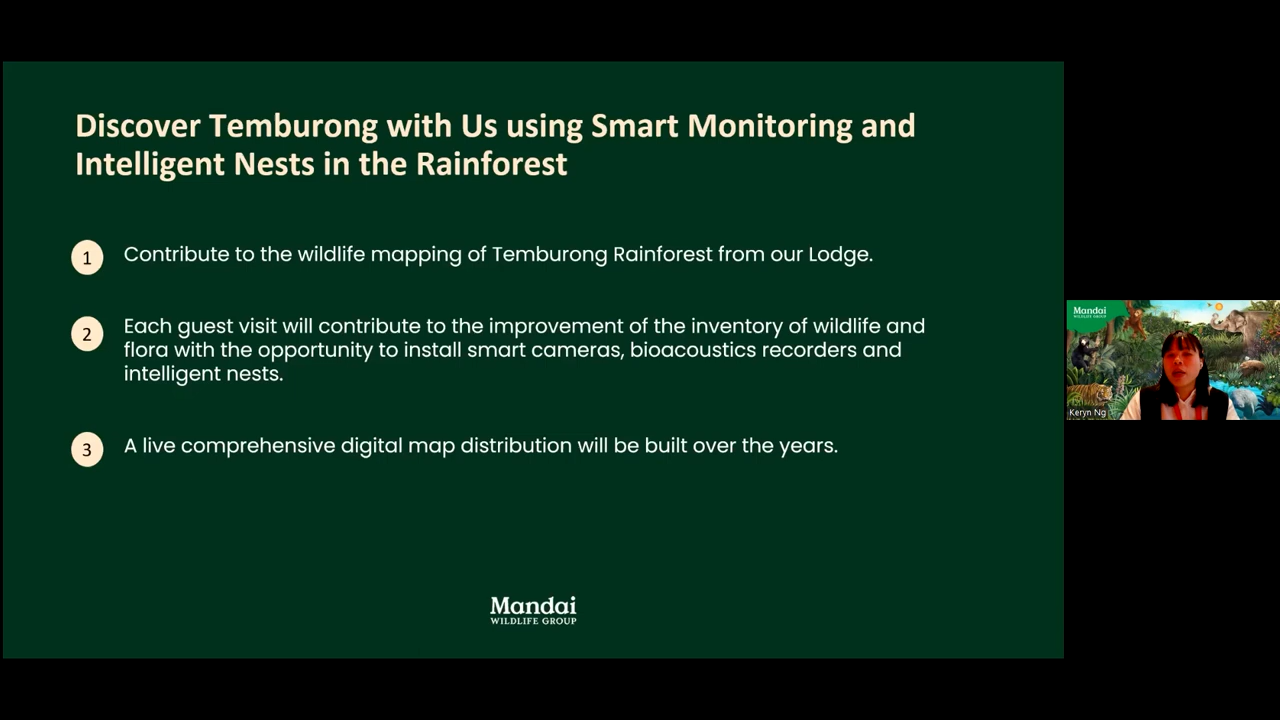 Discover Temburong with Us using Smart Monitoring and
Intelligent Nests in the Rainforest
1
Contribute to the wildlife mapping of Temburong Rainforest from our Lodge.
2
Each guest visit will contribute to the improvement of the inventory of wildlife and
flora with the opportunity to install smart cameras, bioacoustics recorders and
intelligent nests.
3
A live comprehensive digital map distribution will be built over the years.
Mandai
WILDLIFE GROUP
Mandai
WILDLIFE GROUP
Keryn Ng